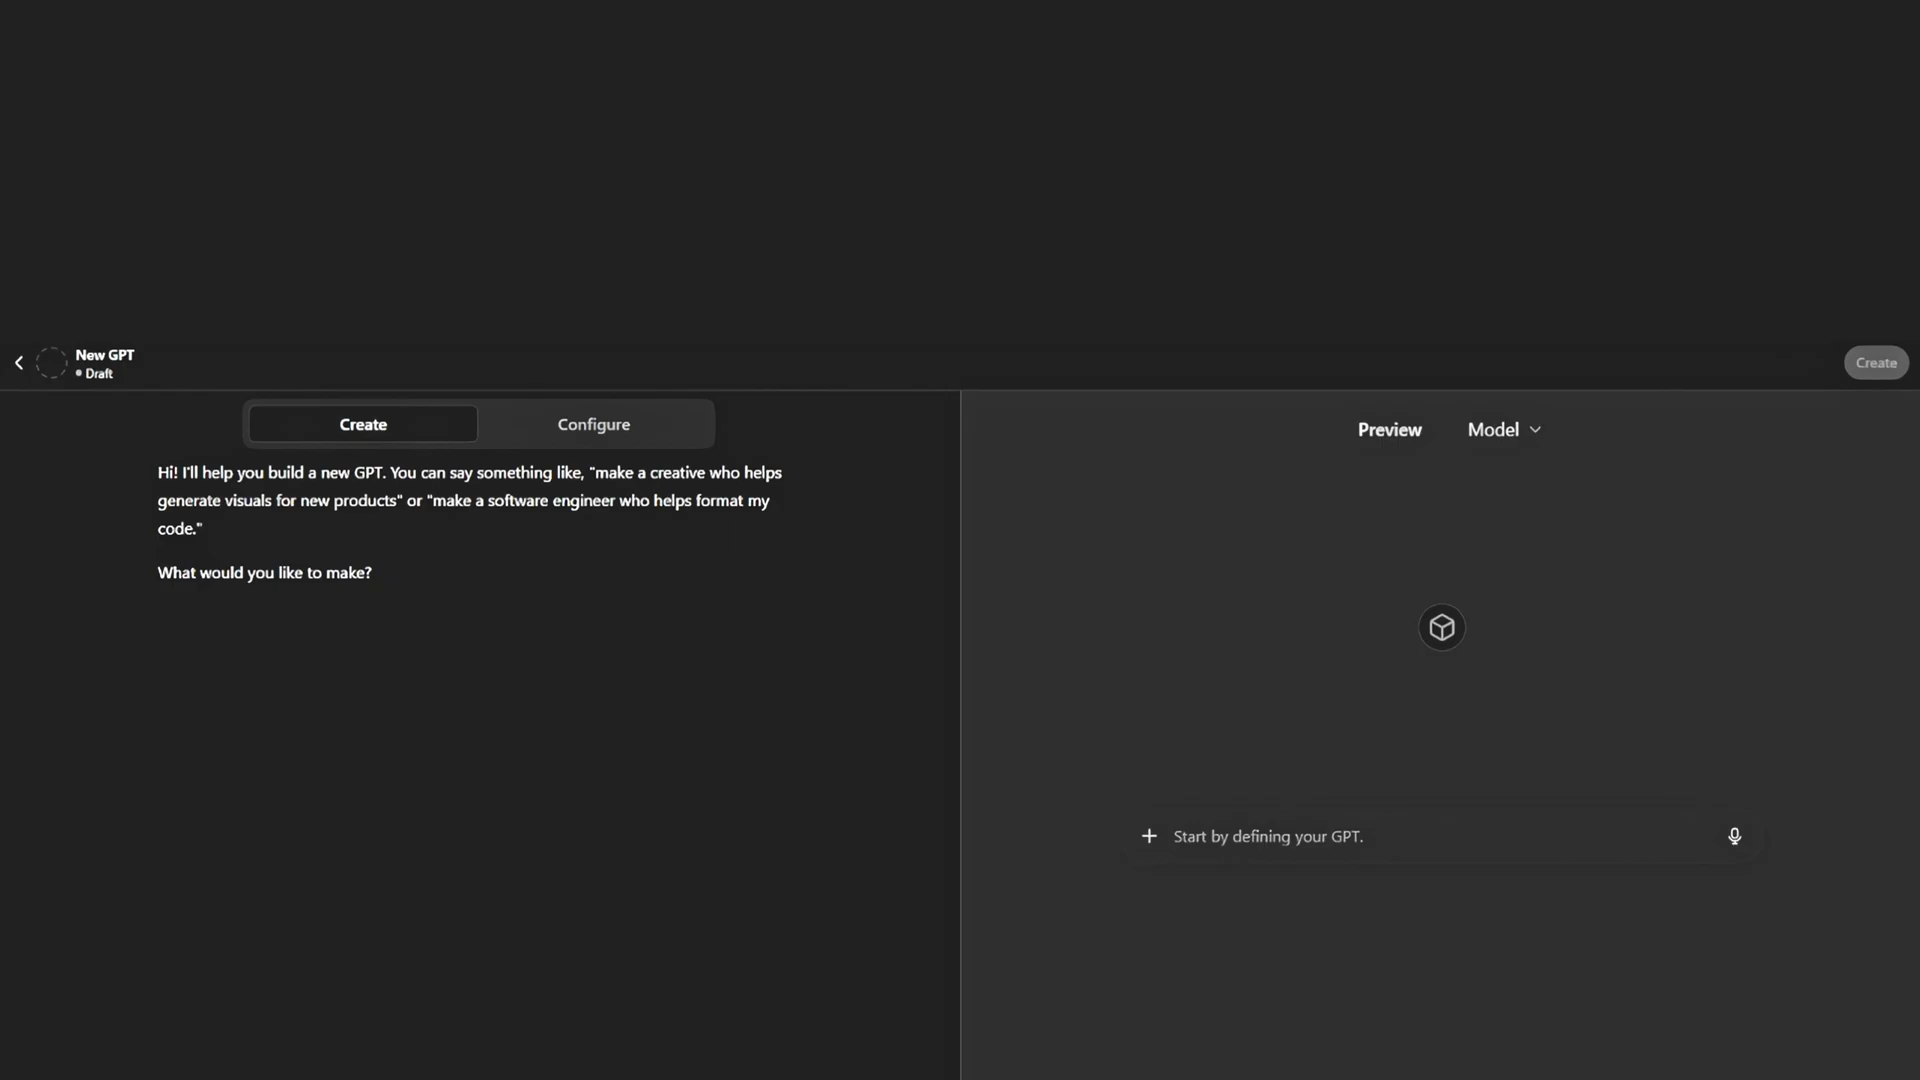 New GPT
Draft
Create
Create
Configure
Hi! I'll help you build a new GPT. You can say something like, "make a creative who helps
generate visuals for new products" or "make a software engineer who helps format my
code."
What would you like to make?
Preview
Model
Start by defining your GPT.